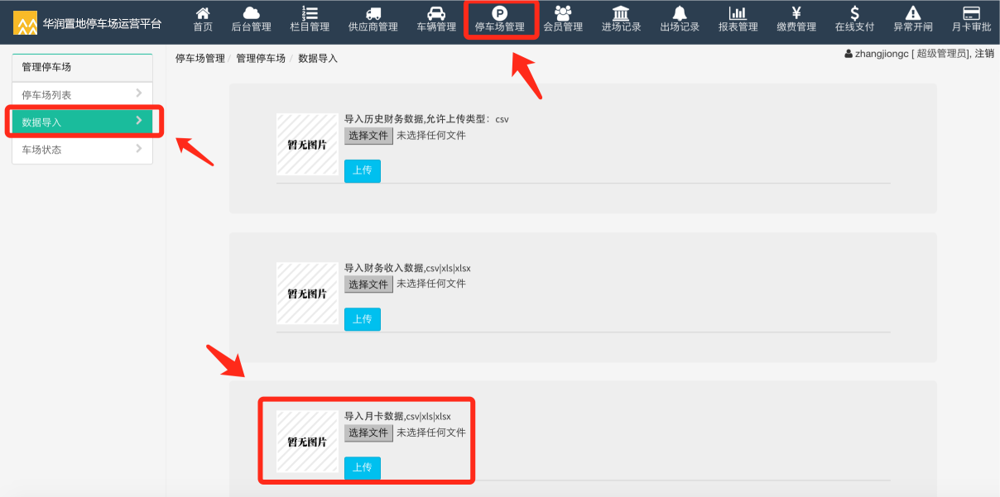 华润置地停车场运营平台
首页 后台管理 栏目管理 供应商管理 车辆管理 停车场管理 会员管理 进场记录 出场记录 报表管理 缴费管理 在线支付 异常开闸 月卡审批
zhangjiongc [ 超级管理员], 注销
管理停车场
停车场列表
数据导入
车场状态
停车场管理 / 管理停车场 / 数据导入
暂无图片
导入历史财务数据,允许上传类型：csv
选择文件 未选择任何文件
上传
暂无图片
导入财务收入数据,csv|xls|xlsx
选择文件 未选择任何文件
上传
暂无图片
导入月卡数据,csv|xls|xlsx
选择文件 未选择任何文件
上传